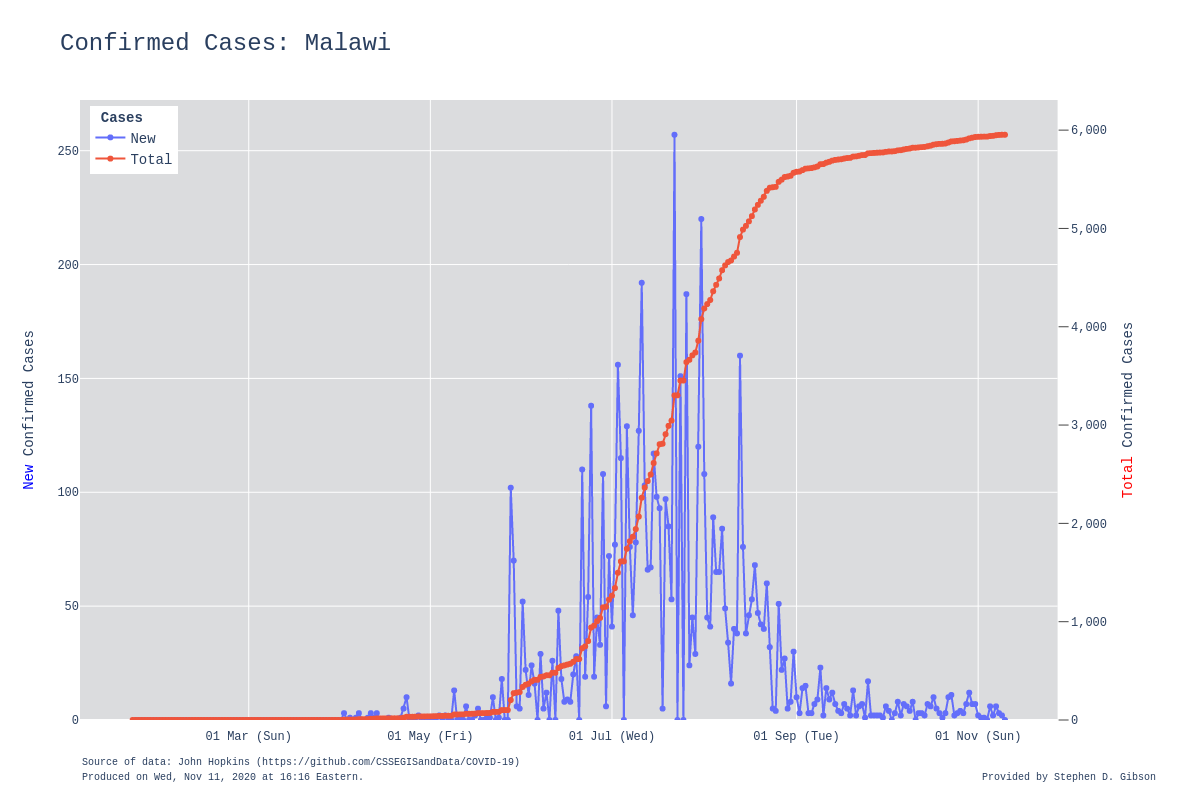 Confirmed Cases: Malawi
Cases
New
Total
250
200
150
100
50
0
6,000
5,000
4,000
3,000
2,000
1,000
0
New Confirmed Cases
Total Confirmed Cases
01 Mar (Sun)
01 May (Fri)
01 Jul (Wed)
01 Sep (Tue)
01 Nov (Sun)
Source of data: John Hopkins (https://github.com/CSSEGISandData/COVID-19)
Produced on Wed, Nov 11, 2020 at 16:16 Eastern.
Provided by Stephen D. Gibson